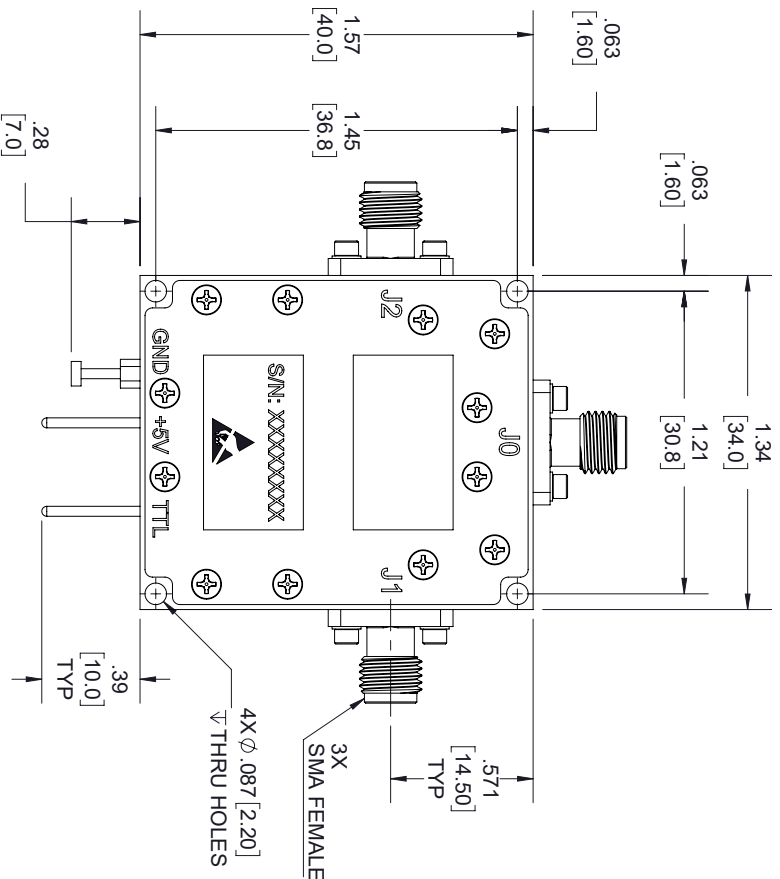 1.57
[40.0]
1.45
[36.8]
.063
[1.60]
.28
[7.0]
.063
[1.60]
1.34
[34.0]
1.21
[30.8]
J2
J0
J1
S/N: XXXXXXXX
GND
+5V
TTL
.39
[10.0]
TYP
4X ∅ .087 [2.20]
↓ THRU HOLES
3X
SMA FEMALE
.571
[14.50]
TYP